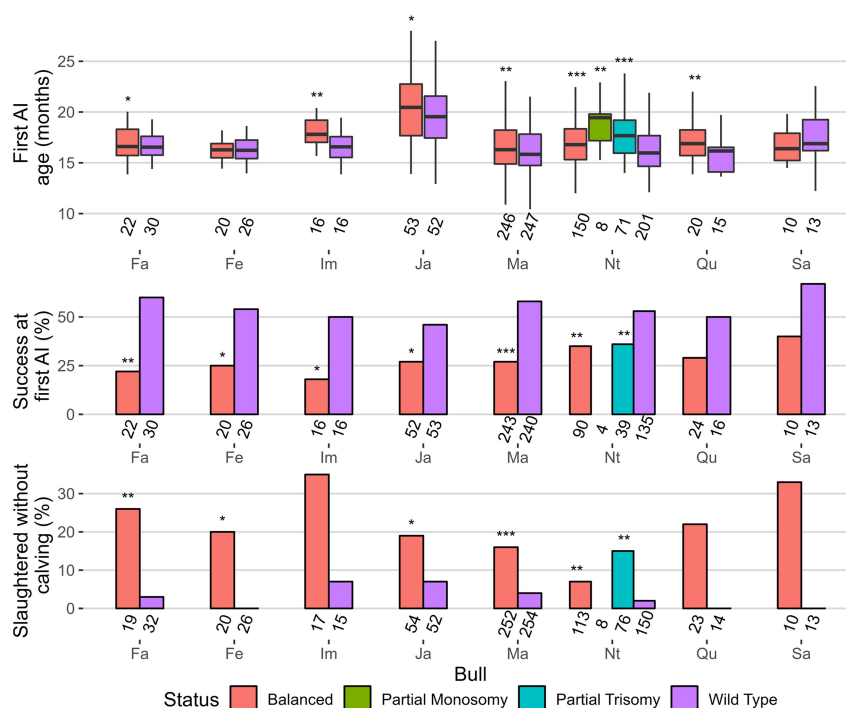 First AI
age (months)
25
20
15
10
* ** * ** *** ** *** **
22 30 20 26 16 16 53 52 246 247 150 8 71 201 20 15 10 13
Fa Fe Im Ja Ma Nt Qu Sa
Success at
first AI (%)
50
25
0
** * * * *** ** **
22 30 20 26 16 16 52 53 243 240 90 4 39 135 24 16 10 13
Fa Fe Im Ja Ma Nt Qu Sa
Slaughtered without
calving (%)
30
20
10
0
** * * *** ** **
19 32 20 26 17 15 54 52 252 254 113 8 76 150 23 14 10 13
Fa Fe Im Ja Ma Nt Qu Sa
Bull
Status Balanced Partial Monosomy Partial Trisomy Wild Type